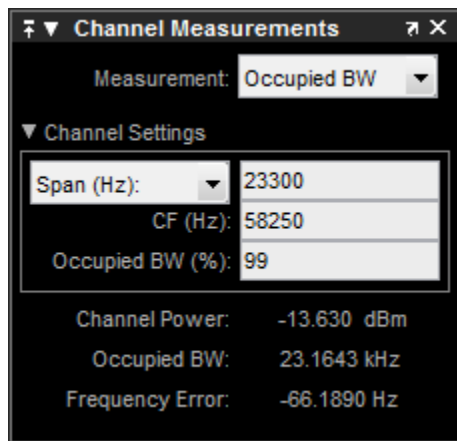 Channel Measurements
Measurement: Occupied BW
Channel Settings
Span (Hz): 23300
CF (Hz): 58250
Occupied BW (%): 99
Channel Power: -13.630 dBm
Occupied BW: 23.1643 kHz
Frequency Error: -66.1890 Hz